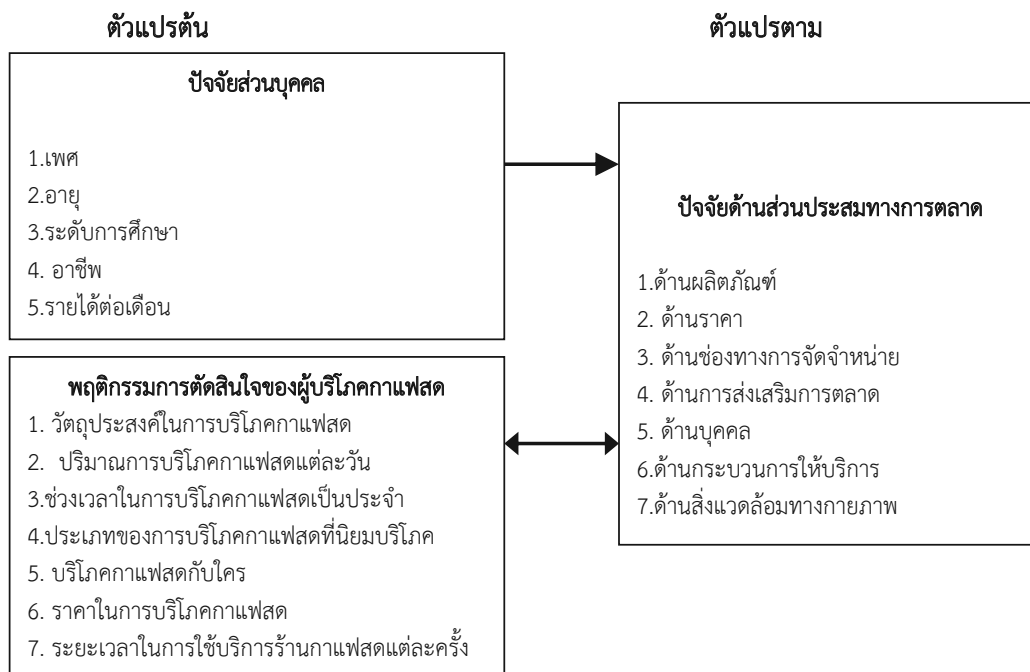 ตัวแปรต้น
ตัวแปรตาม
ปัจจัยส่วนบุคคล
1.เพศ
2.อายุ
3.ระดับการศึกษา
4. อาชีพ
5.รายได้ต่อเดือน
พฤติกรรมการตัดสินใจของผู้บริโภคกาแฟสด
1. วัตถุประสงค์ในการบริโภคกาแฟสด
2. ปริมาณการบริโภคกาแฟสดแต่ละวัน
3.ช่วงเวลาในการบริโภคกาแฟสดเป็นประจำ
4.ประเภทของการบริโภคกาแฟสดที่นิยมบริโภค
5. บริโภคกาแฟสดกับใคร
6. ราคาในการบริโภคกาแฟสด
7. ระยะเวลาในการใช้บริการร้านกาแฟสดแต่ละครั้ง
ปัจจัยด้านส่วนประสมทางการตลาด
1.ด้านผลิตภัณฑ์
2. ด้านราคา
3. ด้านช่องทางการจัดจำหน่าย
4. ด้านการส่งเสริมการตลาด
5. ด้านบุคคล
6.ด้านกระบวนการให้บริการ
7.ด้านสิ่งแวดล้อมทางกายภาพ